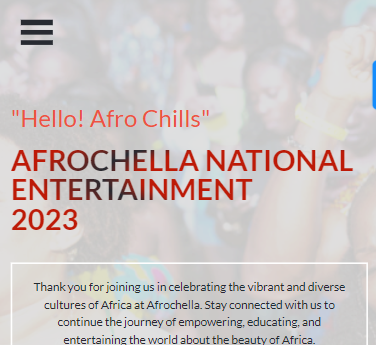 "Hello! Afro Chills"
AFROCHELLA NATIONAL
ENTERTAINMENT
2023
Thank you for joining us in celebrating the vibrant and diverse
cultures of Africa at Afrochella. Stay connected with us to
continue the journey of empowering, educating, and
entertaining the world about the beauty of Africa.